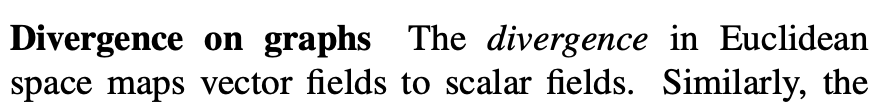 Divergence on graphs The divergence in Euclidean
space maps vector fields to scalar fields. Similarly, the